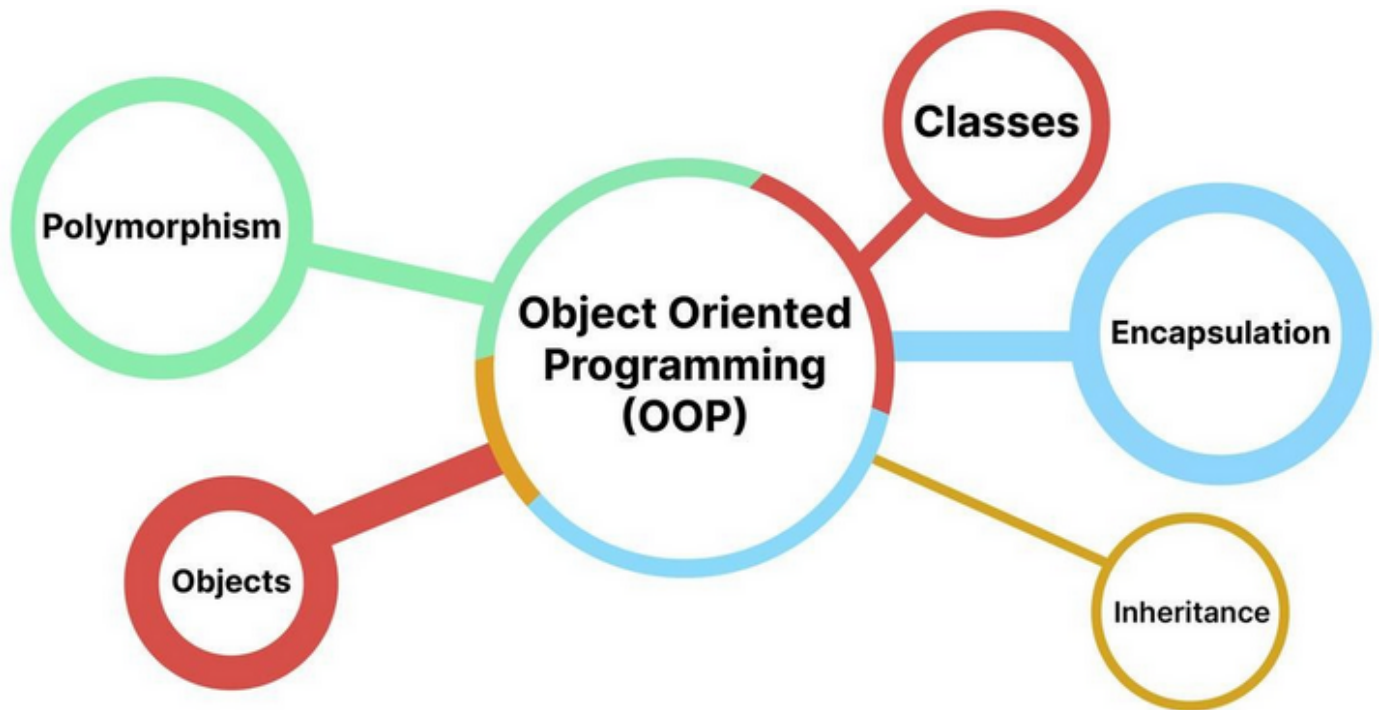 Classes
Polymorphism
Object Oriented
Programming
(OOP)
Encapsulation
Objects
Inheritance